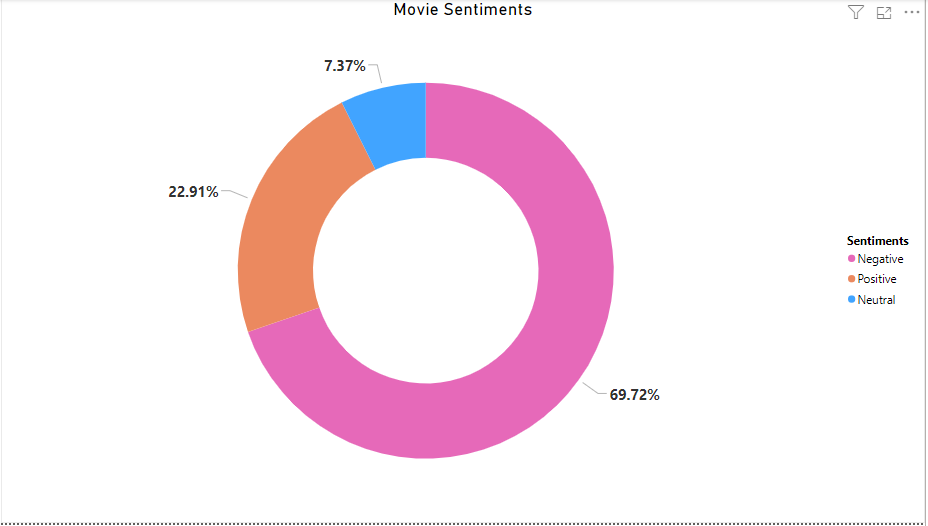 Movie Sentiments
7.37%
22.91%
69.72%
Sentiments
Negative
Positive
Neutral